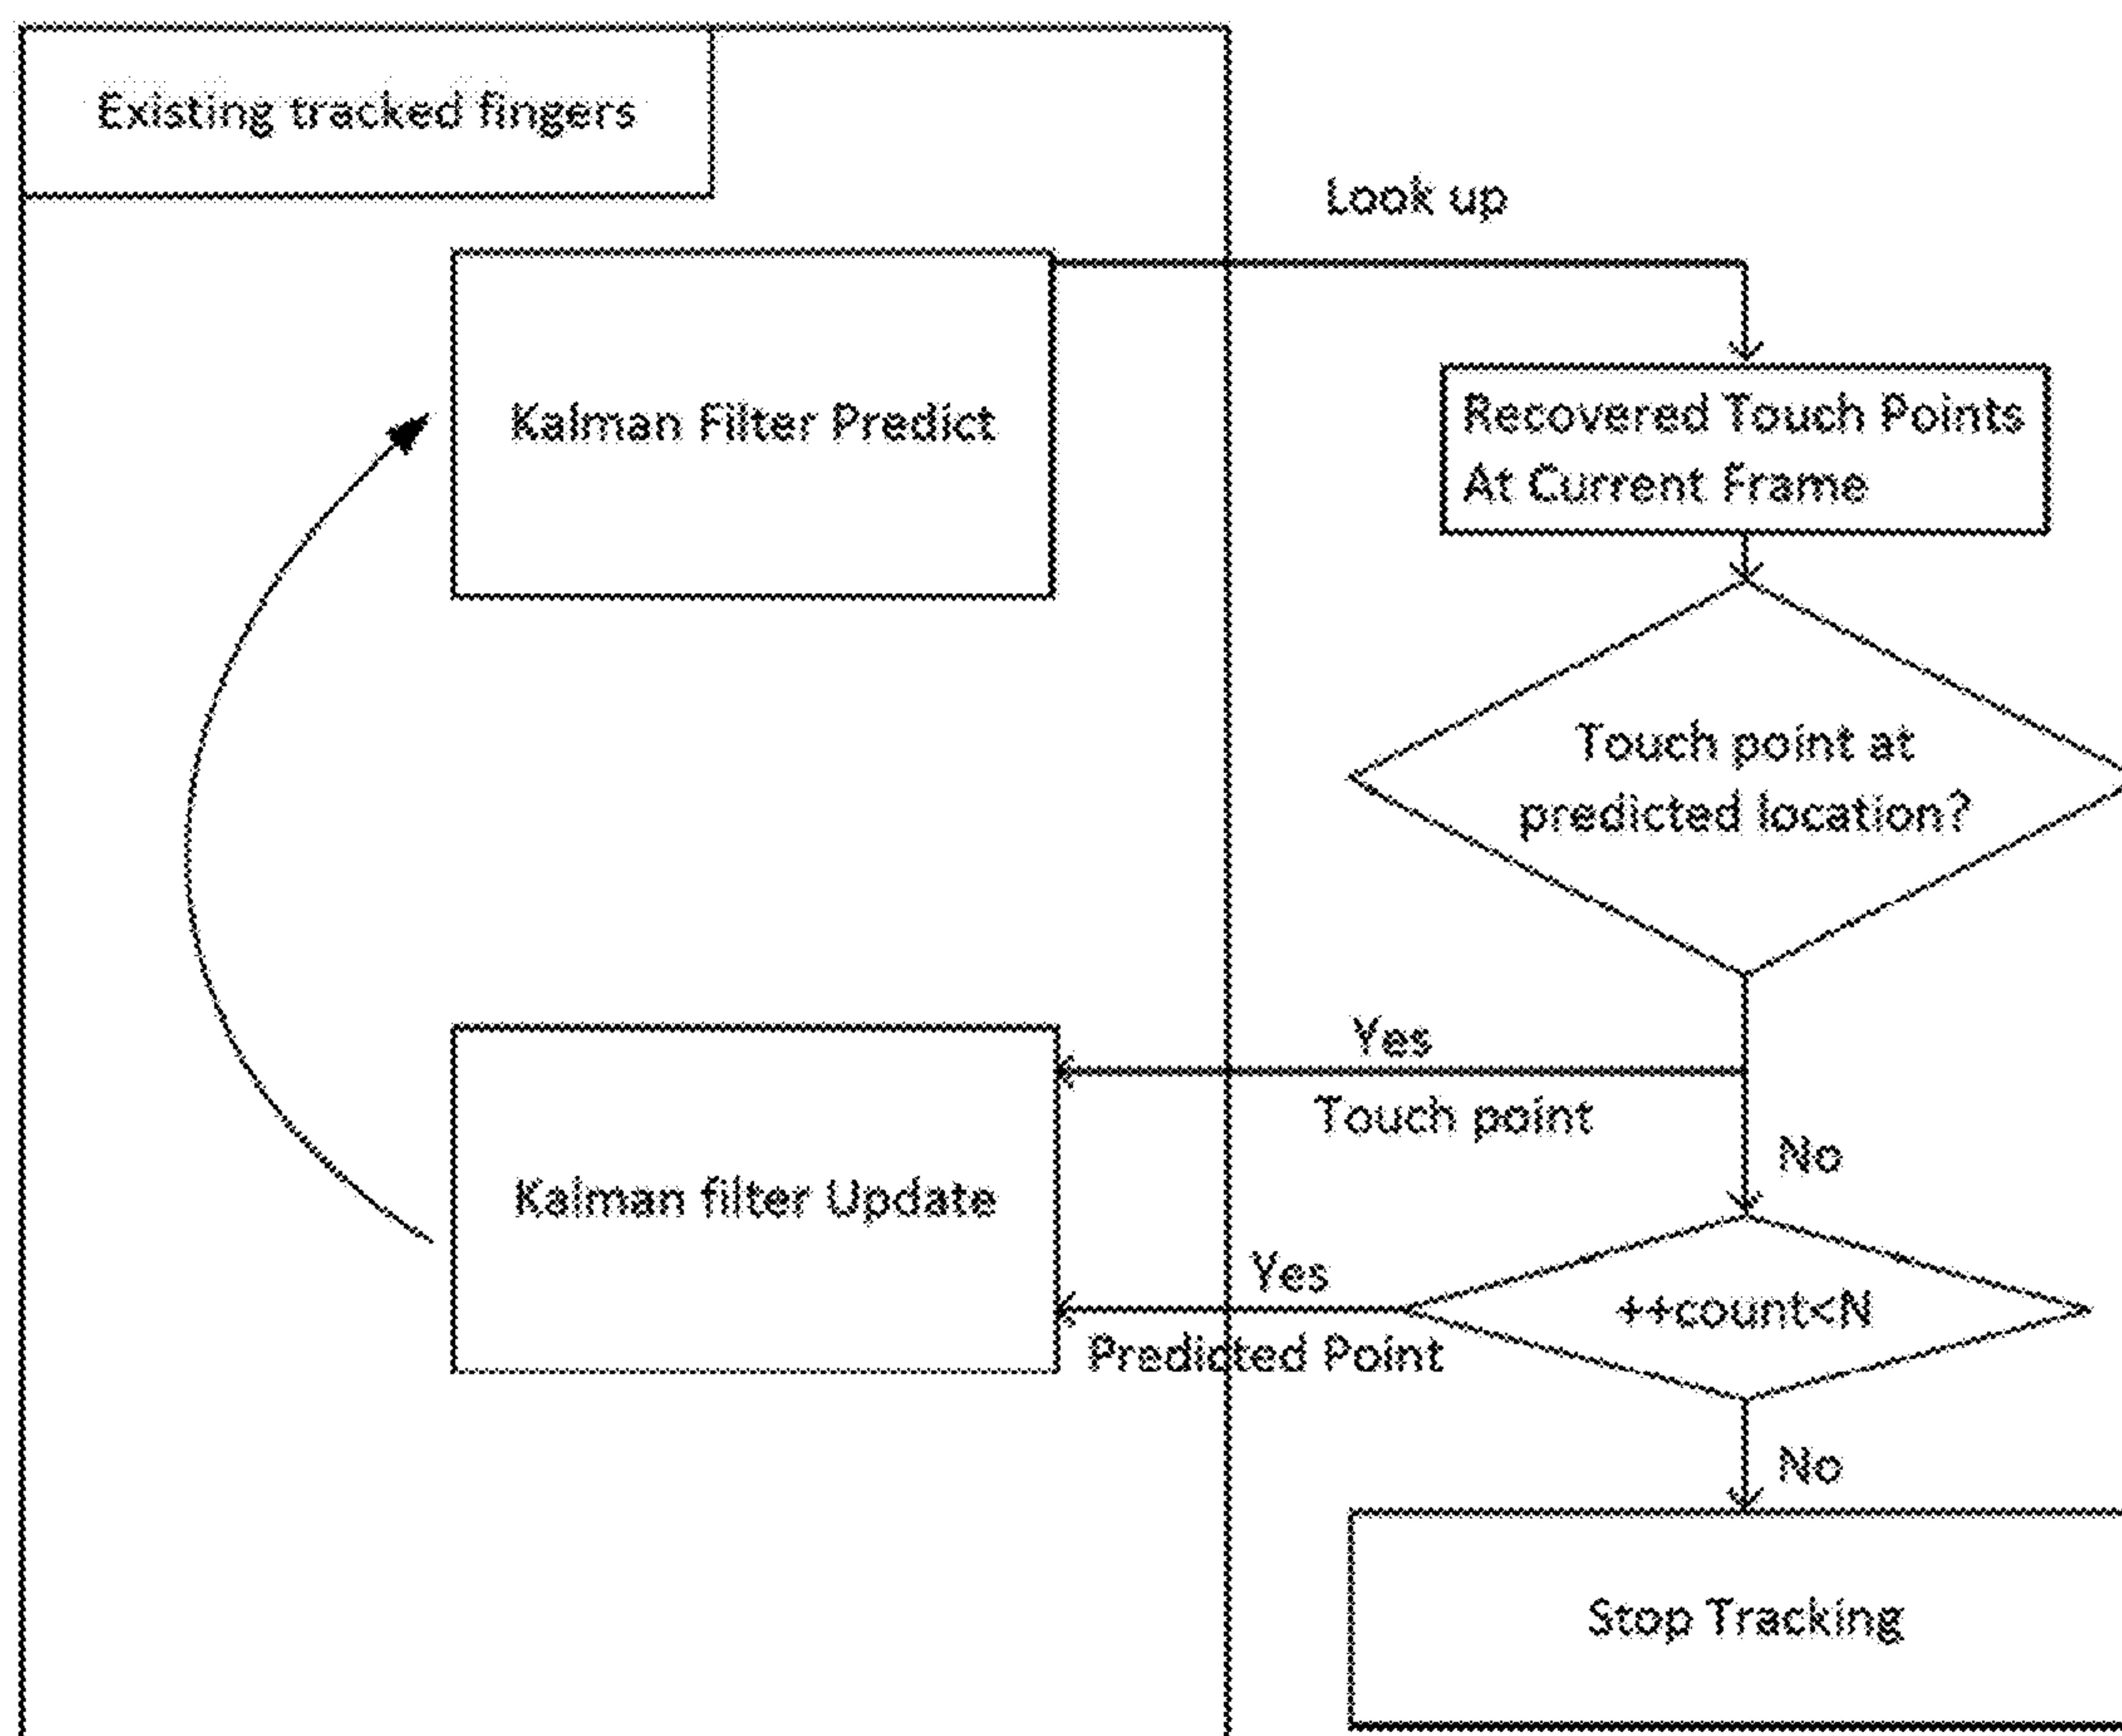 Existing tracked fingers
Look up
Kalman Filter Predict
Recovered Touch Points
At Current Frame
Touch point at
predicted location?
Yes
Touch point
No
Kalman filter Update
Yes
Predicted Point
++count<N
No
Stop Tracking